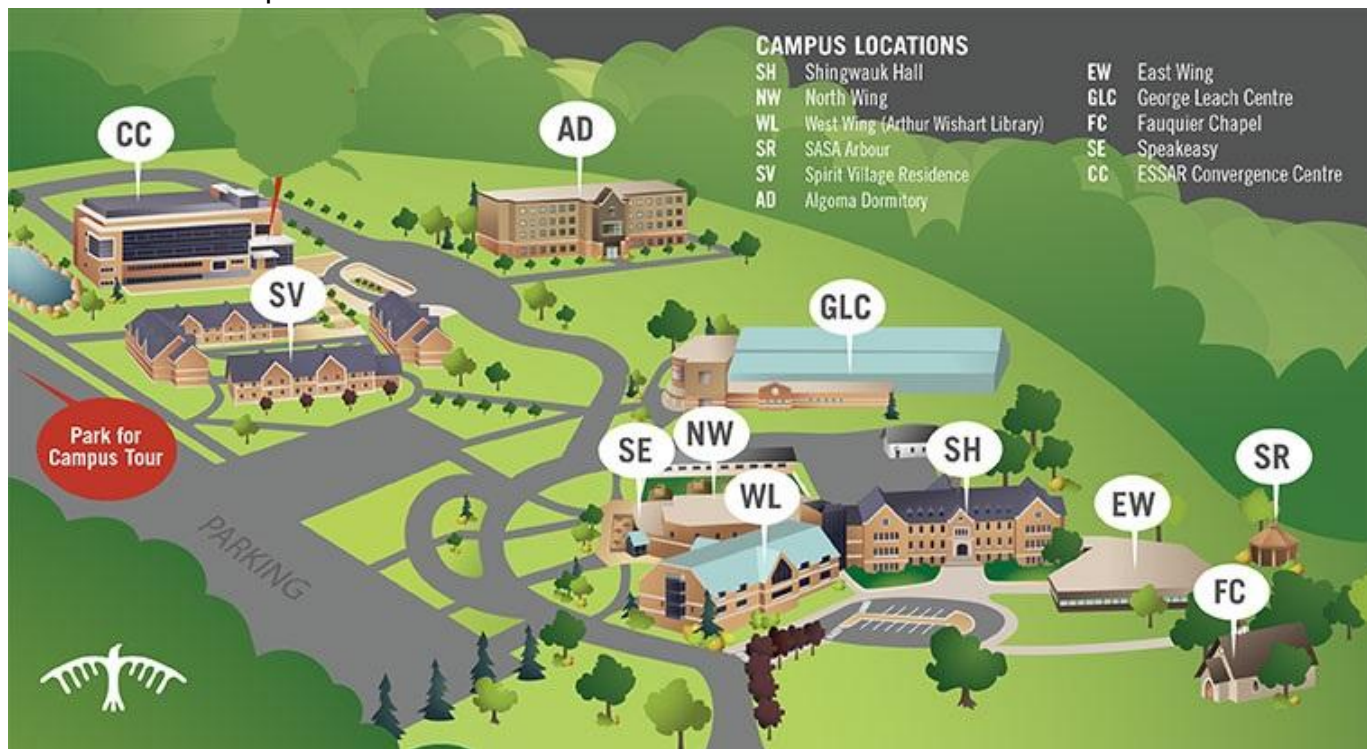 CAMPUS LOCATIONS
SH Shingwauk Hall
NW North Wing
WL West Wing (Arthur Wishart Library)
SR SASA Arbour
SV Spirit Village Residence
AD Algoma Dormitory
EW East Wing
GLC George Leach Centre
FC Fauquier Chapel
SE Speakeasy
CC ESSAR Convergence Centre
CC
AD
SV
GLC
Park for
Campus Tour
SE
NW
WL
SH
EW
SR
FC
PARKING